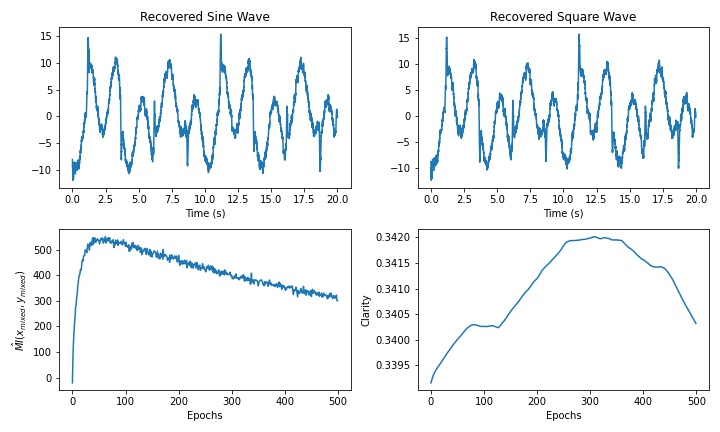 Recovered Sine Wave
15
10
5
0
−5
−10
0.0 2.5 5.0 7.5 10.0 12.5 15.0 17.5 20.0
Time (s)
Recovered Square Wave
15
10
5
0
−5
−10
0.0 2.5 5.0 7.5 10.0 12.5 15.0 17.5 20.0
Time (s)
M̂I(x_mixed, y_mixed)
500
400
300
200
100
0
0 100 200 300 400 500
Epochs
Clarity
0.3420
0.3415
0.3410
0.3405
0.3400
0.3395
0 100 200 300 400 500
Epochs